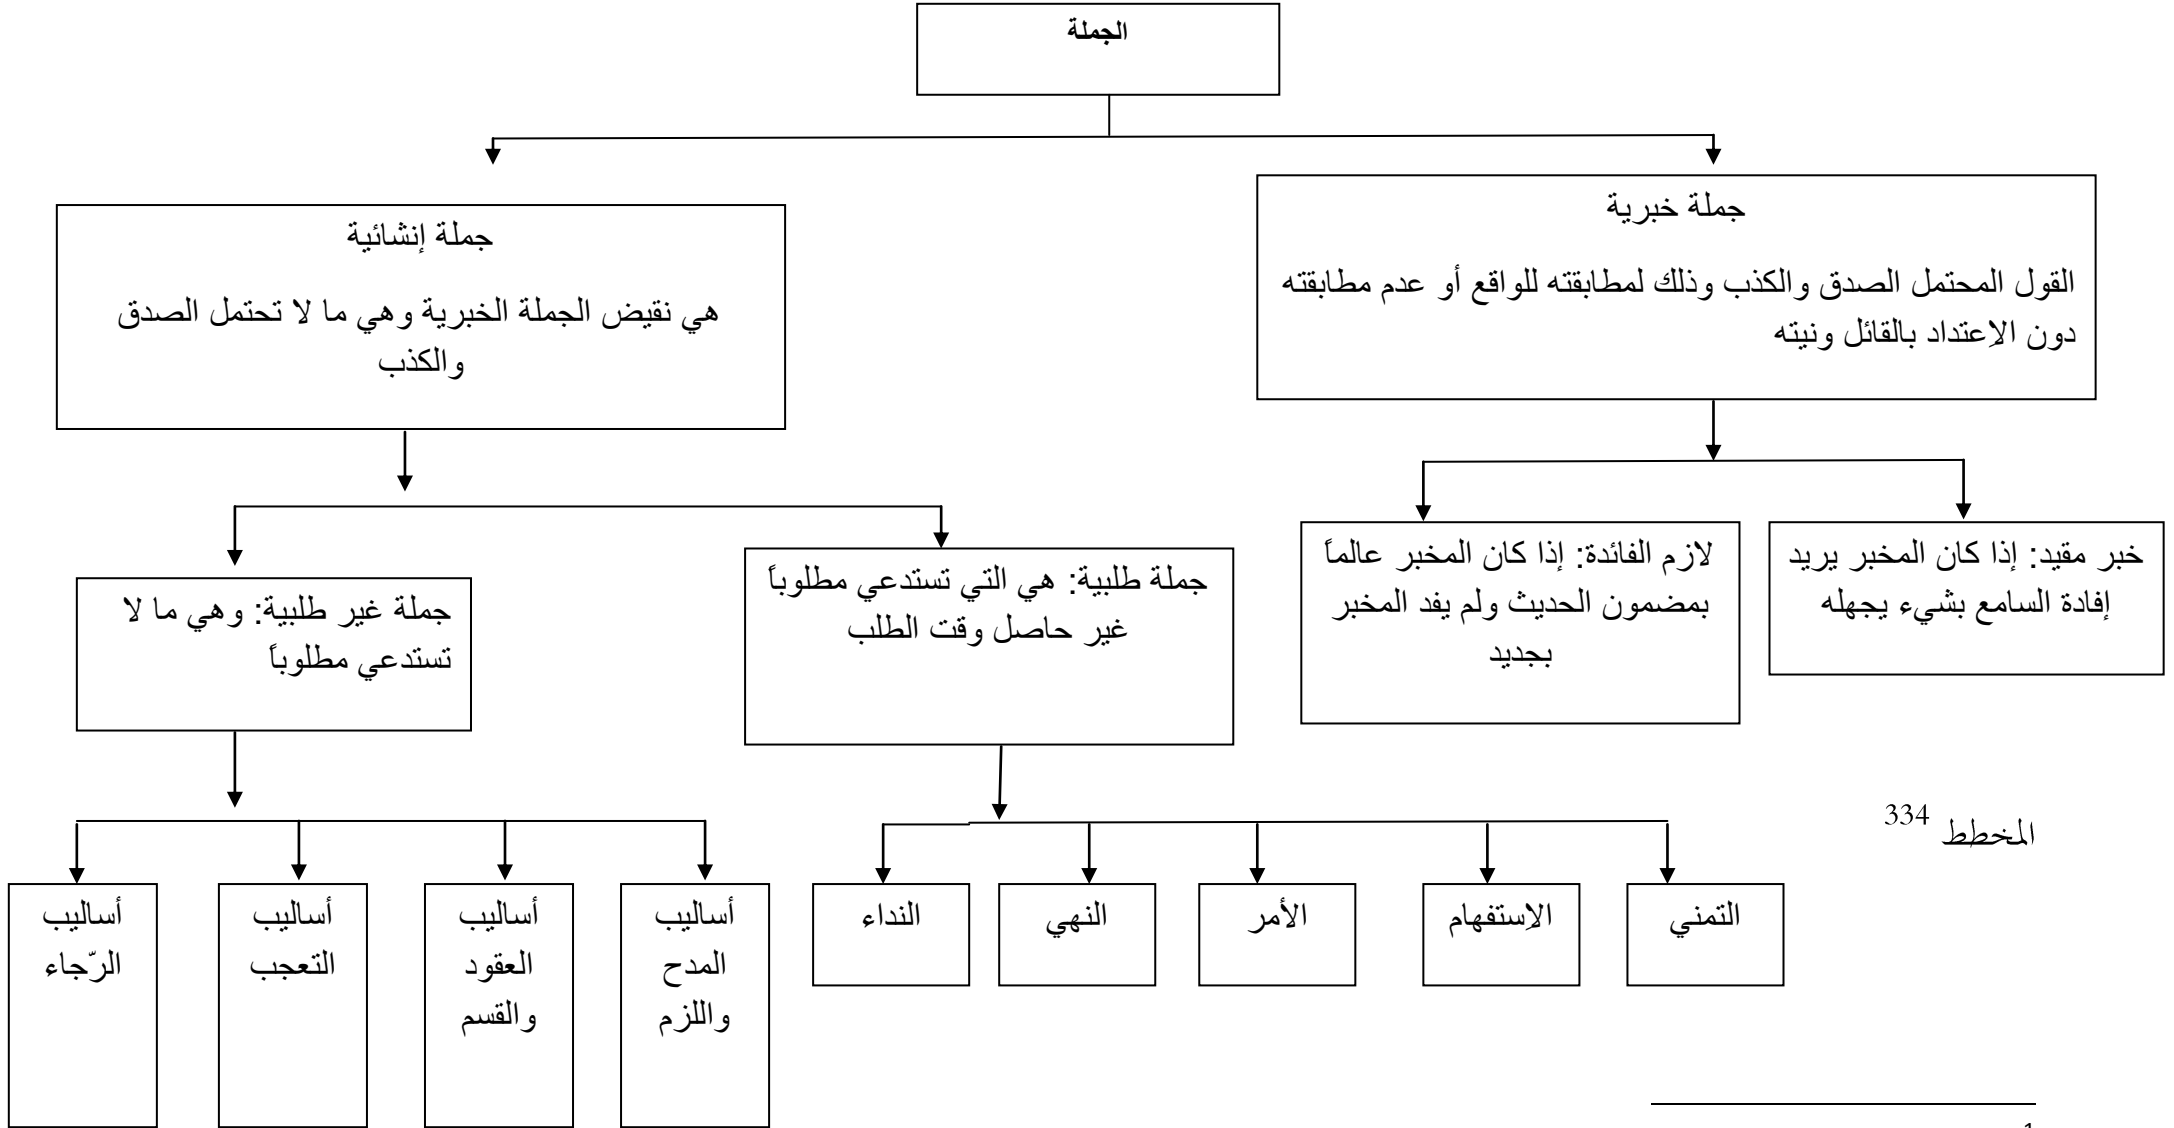 الجملة
جملة خبرية
القول المحتمل الصدق والكذب وذلك لمطابقته للواقع أو عدم مطابقته
دون الاعتداد بالقائل ونيته
جملة إنشائية
هي نقيض الجملة الخبرية وهي ما لا تحتمل الصدق
والكذب
خبر مقيد: إذا كان المخبر يريد
إفادة السامع بشيء يجهله
لازم الفائدة: إذا كان المخبر عالماً
بمضمون الحديث ولم يفد المخبر
بجديد
جملة طلبية: هي التي تستدعي مطلوباً
غير حاصل وقت الطلب
جملة غير طلبية: وهي ما لا
تستدعي مطلوباً
المخطط 334
التمني
الإستفهام
الأمر
النهي
النداء
أساليب
المدح
واللزم
أساليب
العقود
والقسم
أساليب
التعجب
أساليب
الرّجاء